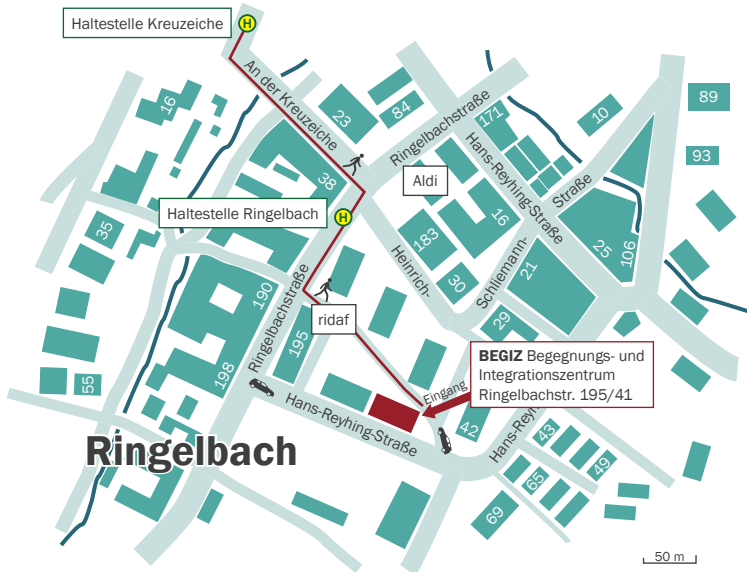 Haltestelle Kreuzeiche
H
An der Kreuzeiche
16
23
84
171
10
89
93
Ringelbachstraße
Hans-Reyhing-Straße
Straße
Aldi
38
Haltestelle Ringelbach
H
35
183
16
25
106
Heinrich-
Schliemann-
30
21
190
Ringelbachstraße
ridaf
195
29
198
55
BEGIZ Begegnungs- und
Integrationszentrum
Ringelbachstr. 195/41
Eingang
Hans-Reyhing-Straße
42
Hans-Rey
43
49
65
69
Ringelbach
50 m